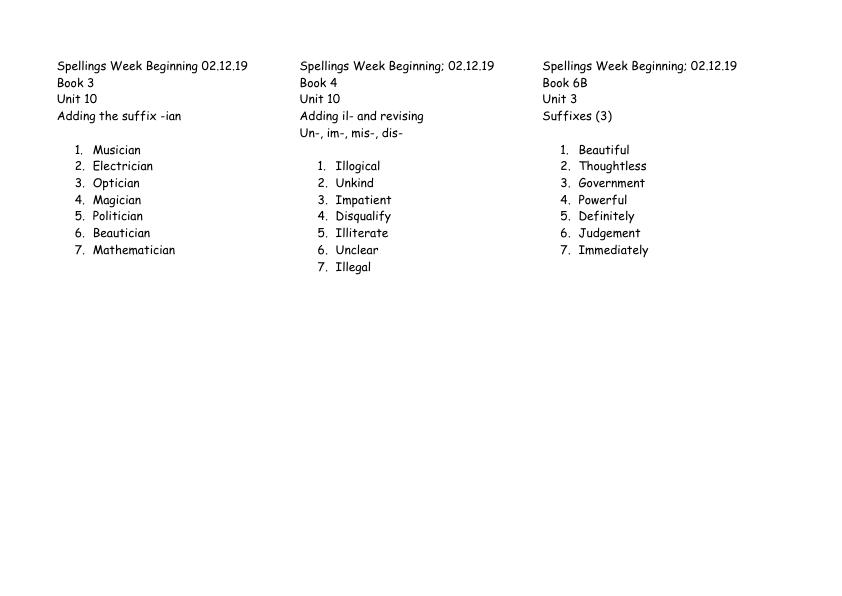 Spellings Week Beginning 02.12.19
Book 3
Unit 10
Adding the suffix -ian
1. Musician
2. Electrician
3. Optician
4. Magician
5. Politician
6. Beautician
7. Mathematician
Spellings Week Beginning; 02.12.19
Book 4
Unit 10
Adding il- and revising
Un-, im-, mis-, dis-
1. Illogical
2. Unkind
3. Impatient
4. Disqualify
5. Illiterate
6. Unclear
7. Illegal
Spellings Week Beginning; 02.12.19
Book 6B
Unit 3
Suffixes (3)
1. Beautiful
2. Thoughtless
3. Government
4. Powerful
5. Definitely
6. Judgement
7. Immediately